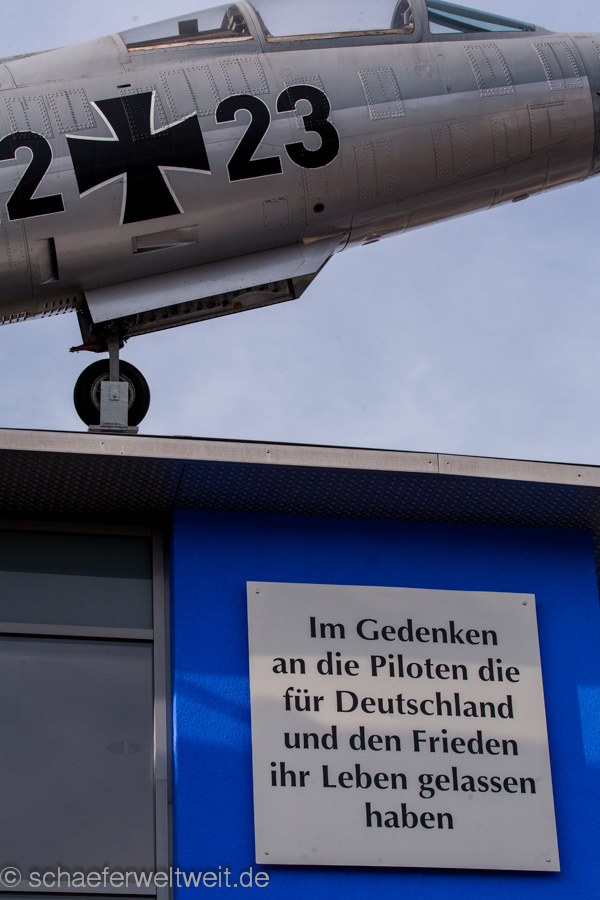 2 23
Im Gedenken
an die Piloten die
für Deutschland
und den Frieden
ihr Leben gelassen
haben
© schaeferweltweit.de